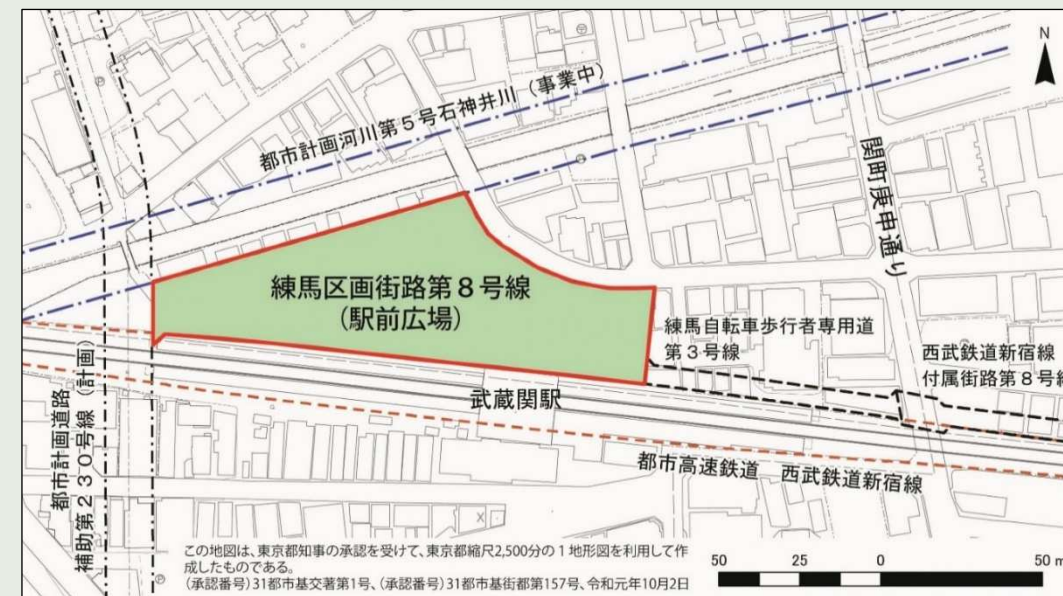 N
都市計画河川第5号石神井川（事業中）
関町庚申通り
練馬区画街路第8号線
（駅前広場）
練馬自転車歩行者専用道
第3号線
西武鉄道新宿線
付属街路第8号線
武蔵関駅
都市高速鉄道　西武鉄道新宿線
都市計画道路
補助第230号線（計画）
この地図は、東京都知事の承認を受けて、東京都縮尺2,500分の1地形図を利用して作
成したものである。
（承認番号）31都市基交著第1号、（承認番号）31都市基街都第157号、令和元年10月2日
50 25 0 50 m